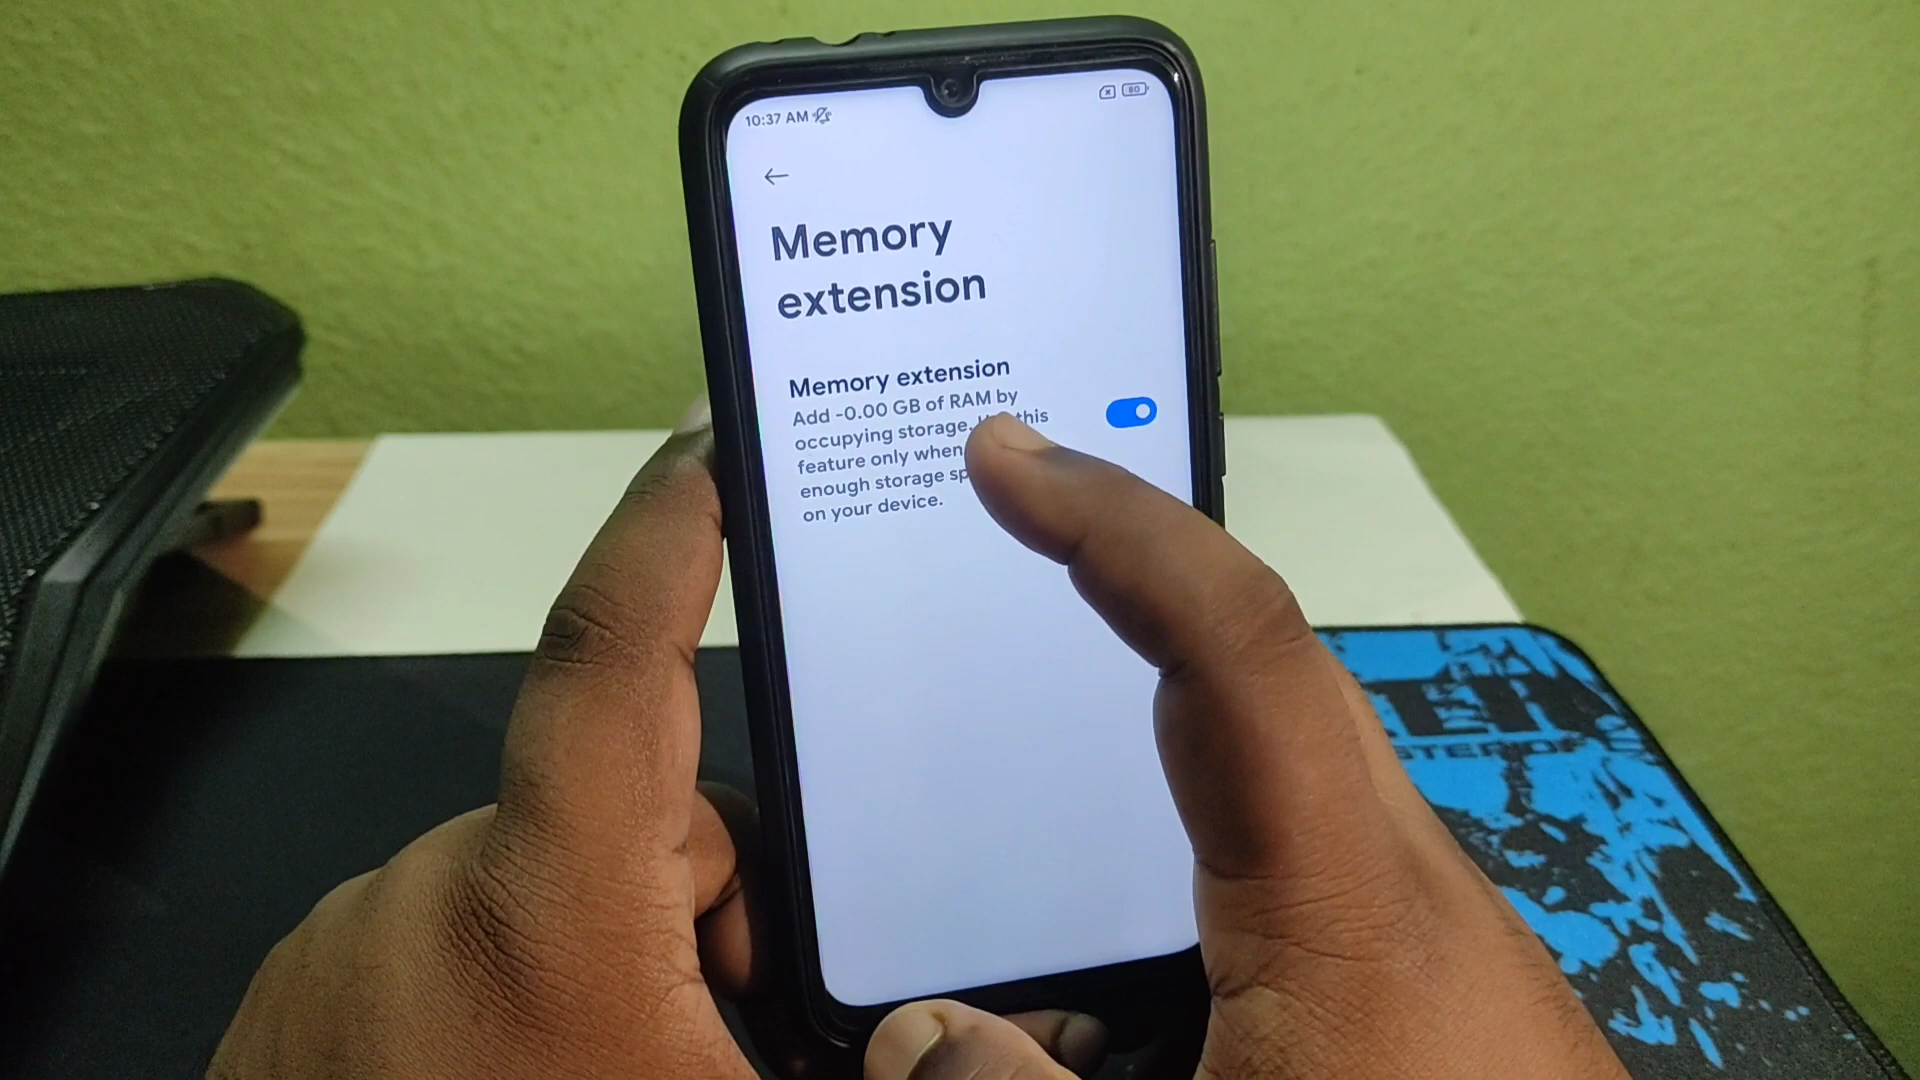 10:37 AM
80
Memory
extension
Memory extension
Add -0.00 GB of RAM by
occupying storage. this
feature only when
enough storage
on your device.